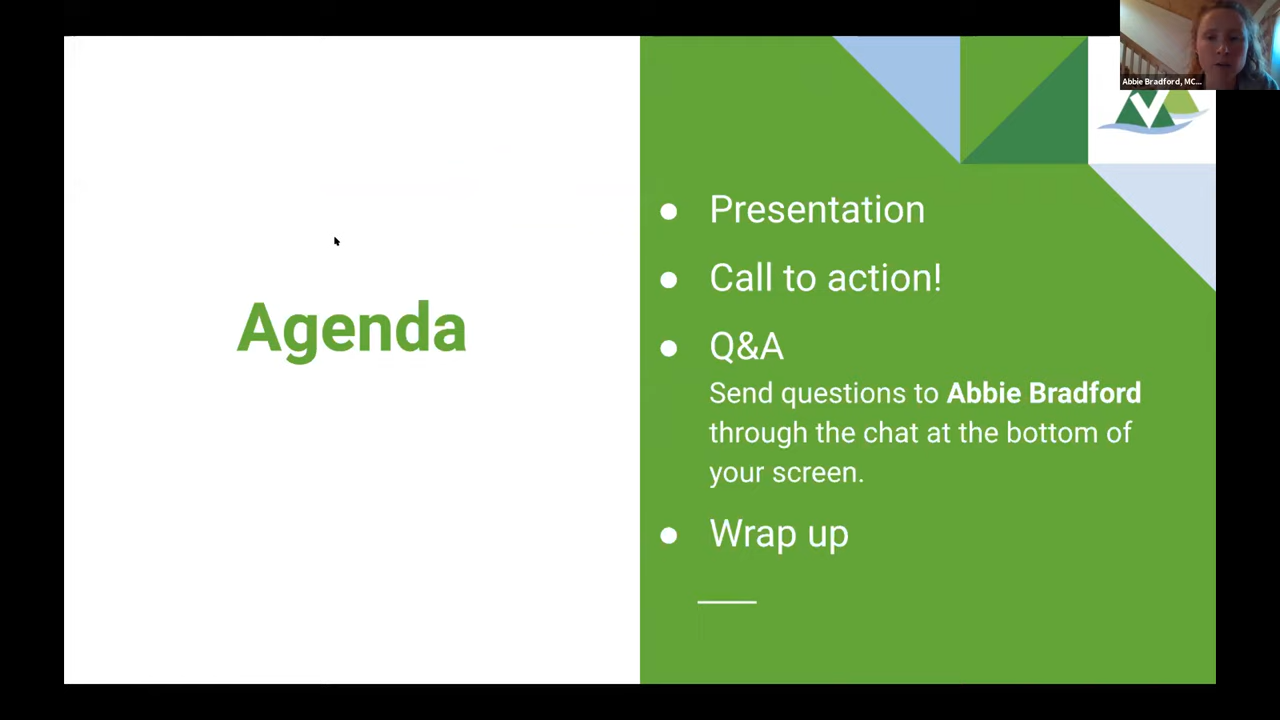 Abbie Bradford, MC...
Agenda
Presentation
Call to action!
Q&A
Send questions to Abbie Bradford
through the chat at the bottom of
your screen.
Wrap up